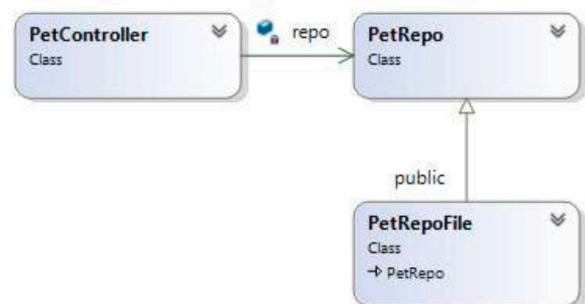 PetController
Class
repo
PetRepo
Class
public
PetRepoFile
Class
PetRepo